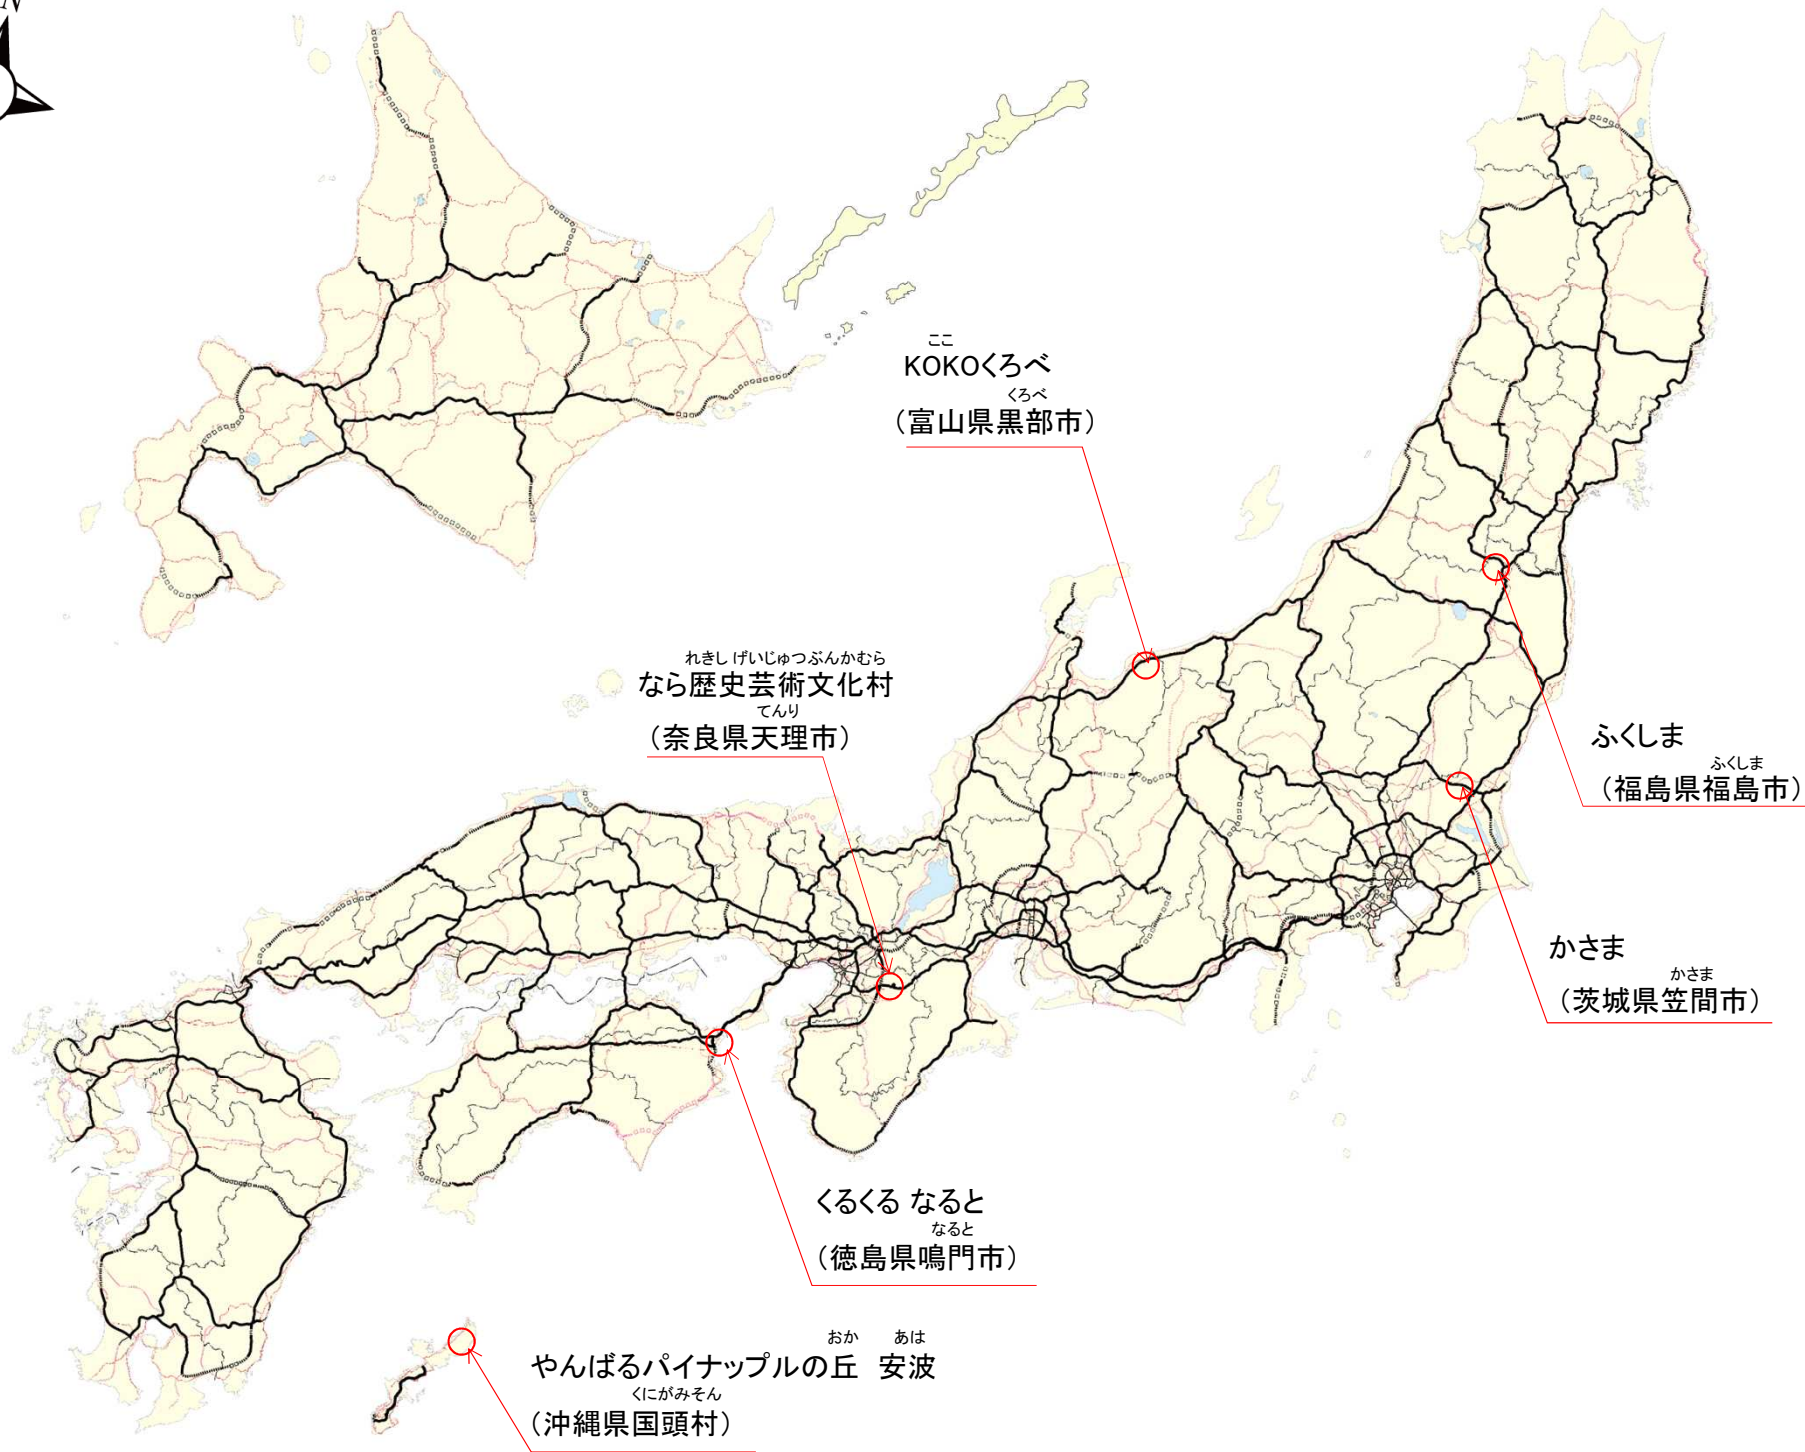 N
ここ
KOKOくろべ
くろべ
（富山県黒部市）
れきし げいじゅつぶんかむら
なら歴史芸術文化村
てんり
（奈良県天理市）
ふくしま
ふくしま
（福島県福島市）
かさま
かさま
（茨城県笠間市）
くるくる なると
なると
（徳島県鳴門市）
おか あは
やんばるパイナップルの丘 安波
くにがみそん
（沖縄県国頭村）